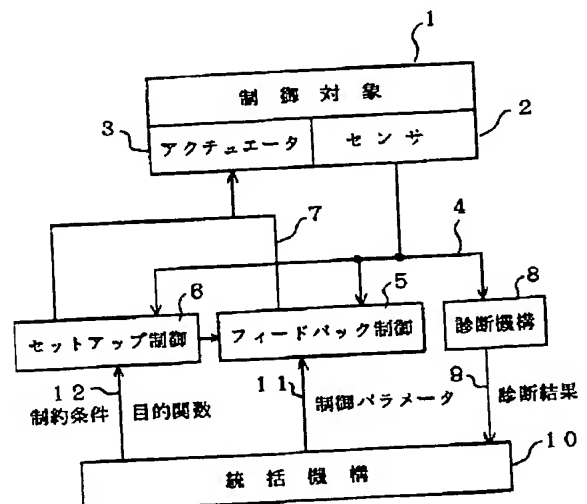 1
制御対象
3
アクチュエータ
センサ
2
7
4
6
5
8
セットアップ制御
フィードバック制御
診断機構
12
制約条件
目的関数
11
制御パラメータ
9
診断結果
10
統括機構